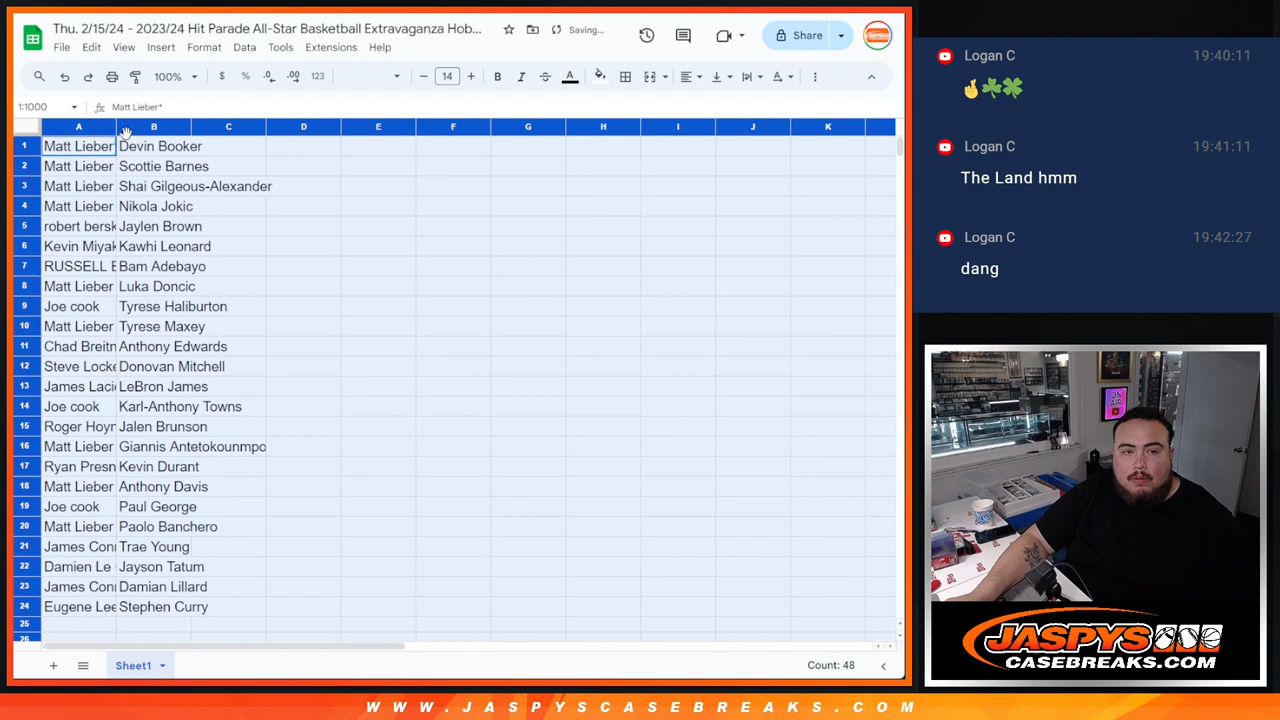 Thu. 2/15/24 - 2023/24 Hit Parade All-Star Basketball Extravaganza Hob...
Saving...
Share
File Edit View Insert Format Data Tools Extensions Help
100% $ % .0 .00 123 14 B I A
1:1000 fx Matt Lieber*
A B C D E F G H I J K
1 Matt Lieber Devin Booker
2 Matt Lieber Scottie Barnes
3 Matt Lieber Shai Gilgeous-Alexander
4 Matt Lieber Nikola Jokic
5 robert bersk Jaylen Brown
6 Kevin Miyak Kawhi Leonard
7 RUSSELL E Bam Adebayo
8 Matt Lieber Luka Doncic
9 Joe cook Tyrese Haliburton
10 Matt Lieber Tyrese Maxey
11 Chad Breitn Anthony Edwards
12 Steve Locke Donovan Mitchell
13 James Laci LeBron James
14 Joe cook Karl-Anthony Towns
15 Roger Hoyn Jalen Brunson
16 Matt Lieber Giannis Antetokounmpo
17 Ryan Presn Kevin Durant
18 Matt Lieber Anthony Davis
19 Joe cook Paul George
20 Matt Lieber Paolo Banchero
21 James Con Trae Young
22 Damien Le Jayson Tatum
23 James Con Damian Lillard
24 Eugene Lee Stephen Curry
25
26
Sheet1
Count: 48
Logan C 19:40:11
Logan C 19:41:11
The Land hmm
Logan C 19:42:27
dang
ON AIR
JASPYS
CASEBREAKS.COM
WWW.JASPYSCASEBREAKS.COM